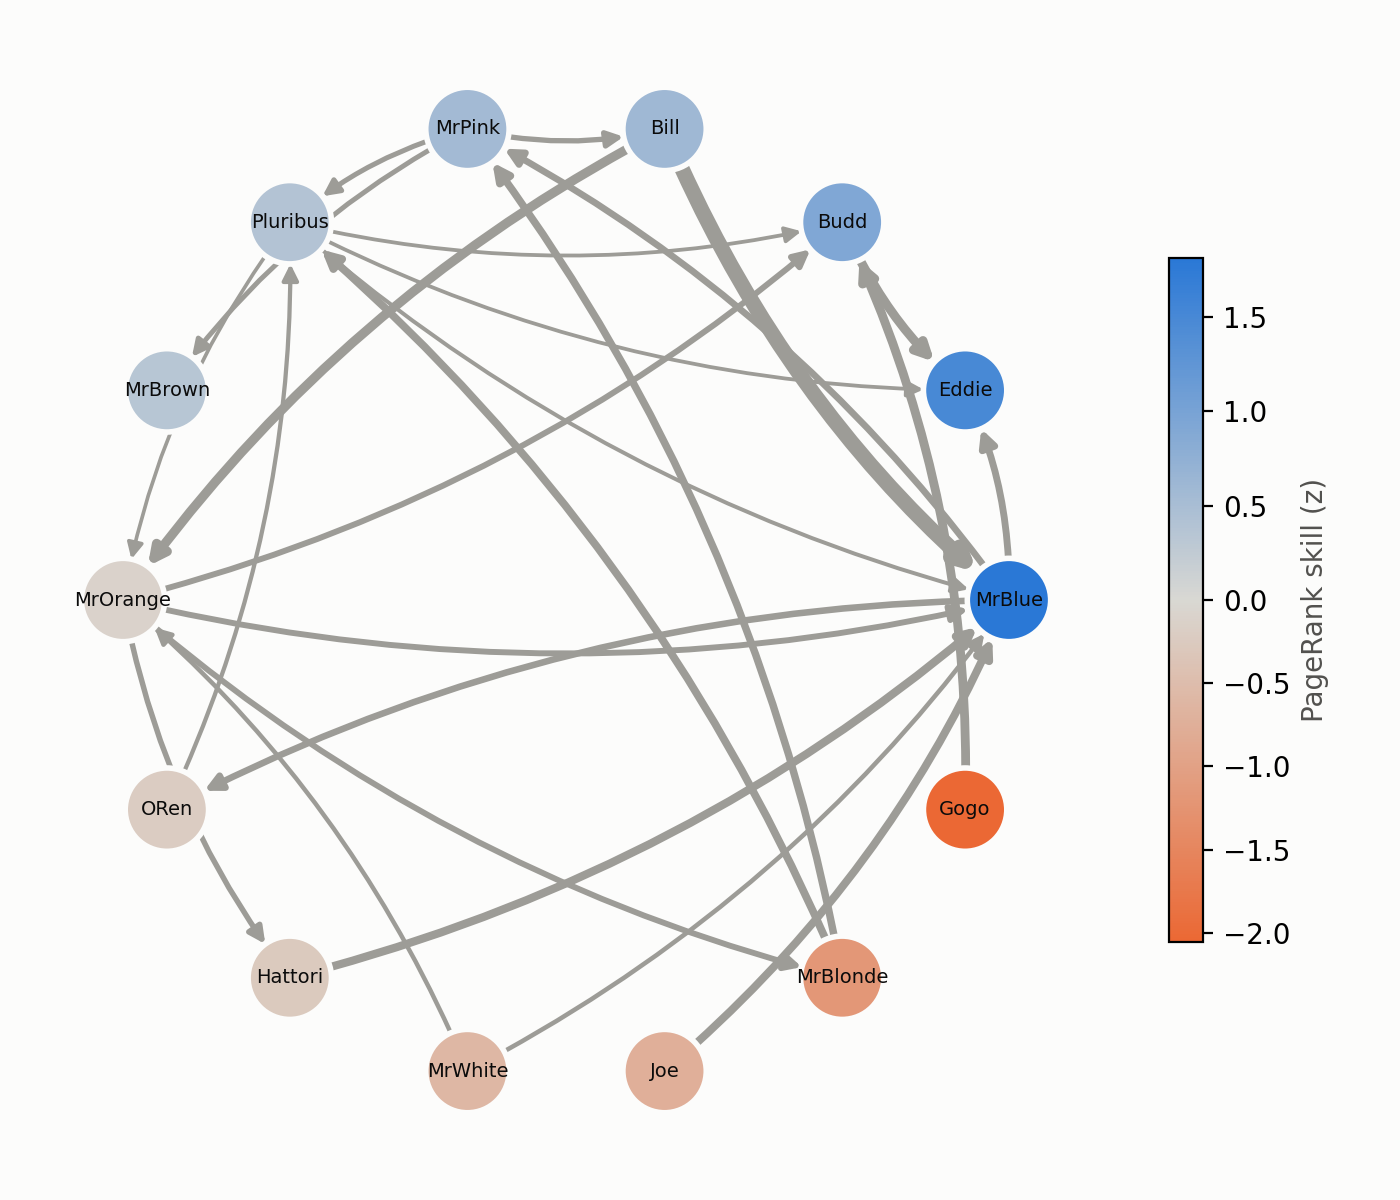 MrPink
Bill
Pluribus
Budd
MrBrown
Eddie
MrOrange
MrBlue
ORen
Gogo
Hattori
MrBlonde
MrWhite
Joe
1.5
1.0
0.5
0.0
−0.5
−1.0
−1.5
−2.0
PageRank skill (z)